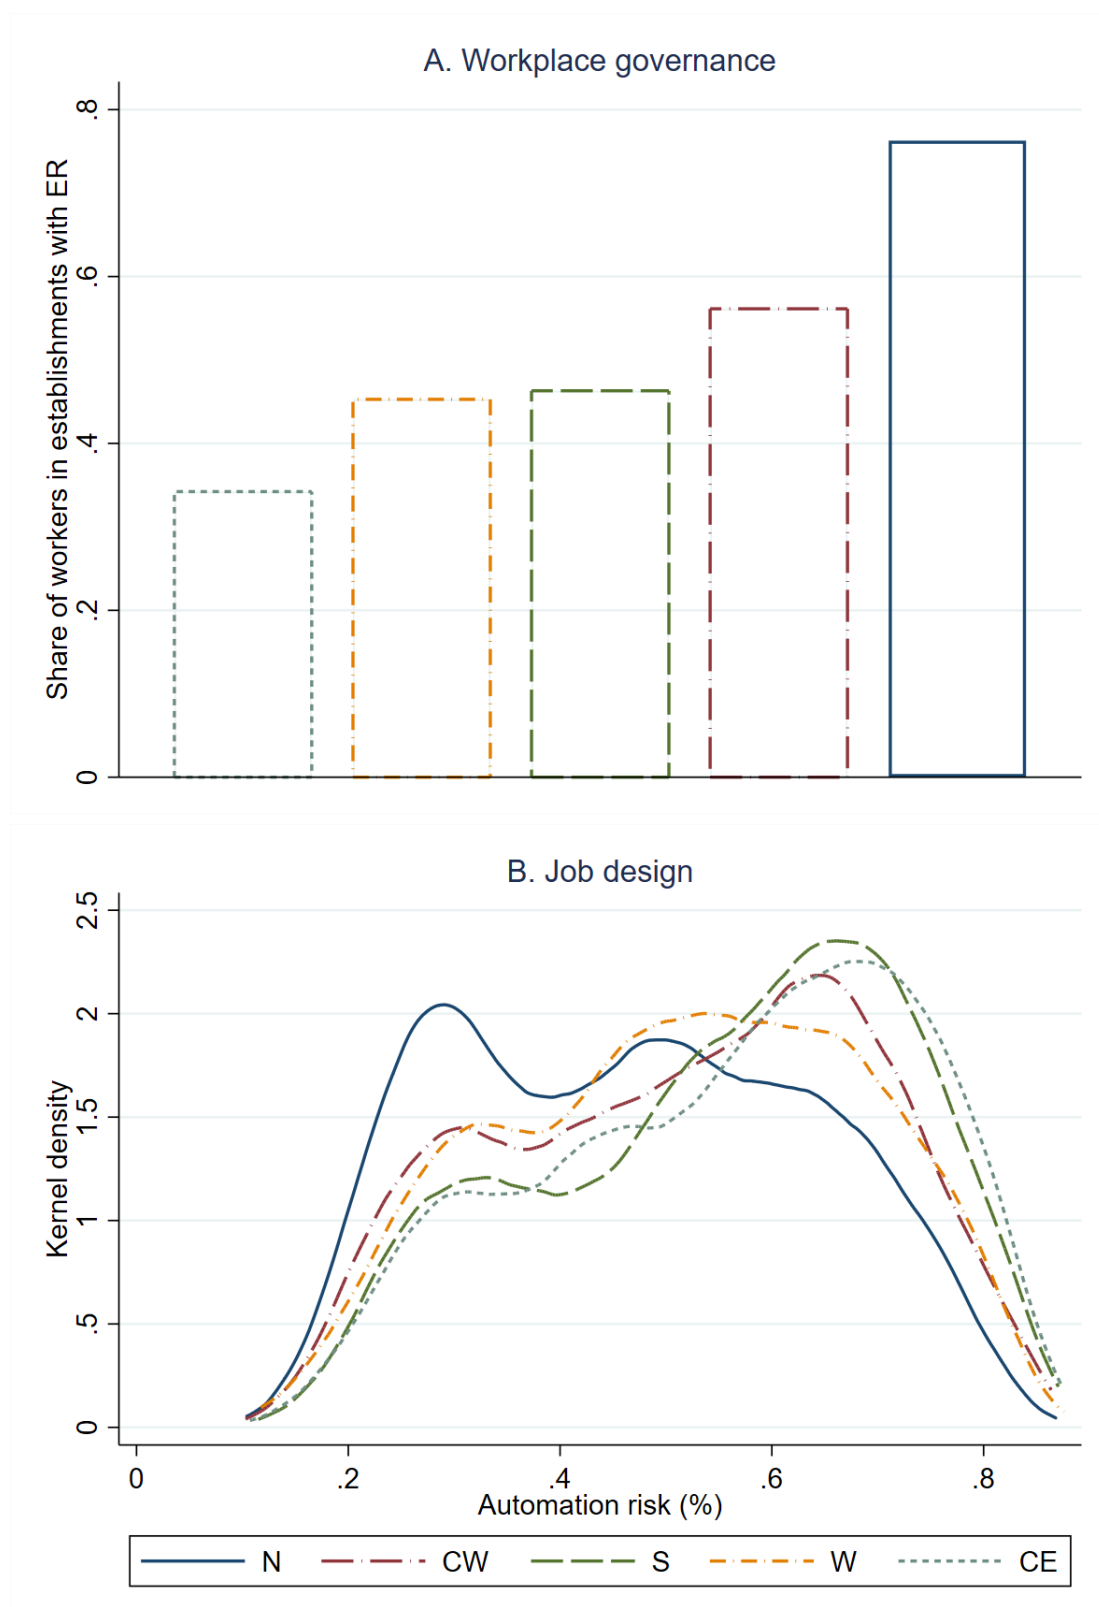 A. Workplace governance
Share of workers in establishments with ER
.8
.6
.4
.2
0
B. Job design
Kernel density
2.5
2
1.5
1
.5
0
0 .2 .4 .6 .8
Automation risk (%)
N CW S W CE